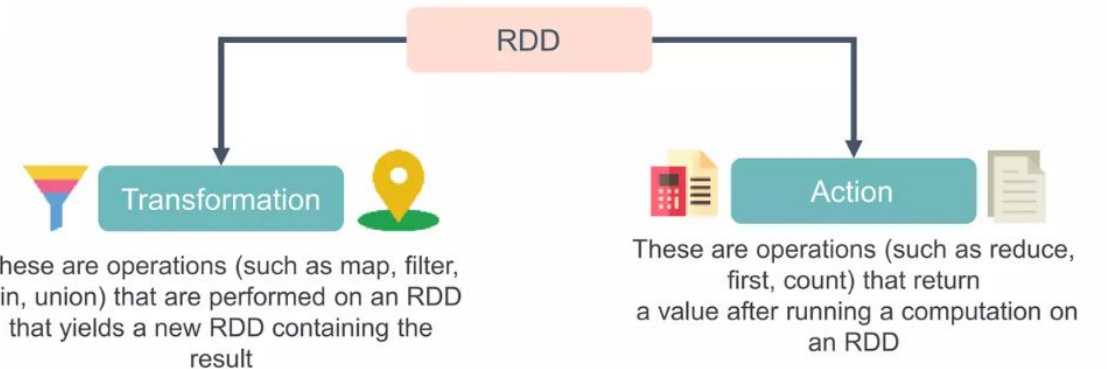 RDD
Transformation
hese are operations (such as map, filter,
in, union) that are performed on an RDD
that yields a new RDD containing the
result
Action
These are operations (such as reduce,
first, count) that return
a value after running a computation on
an RDD